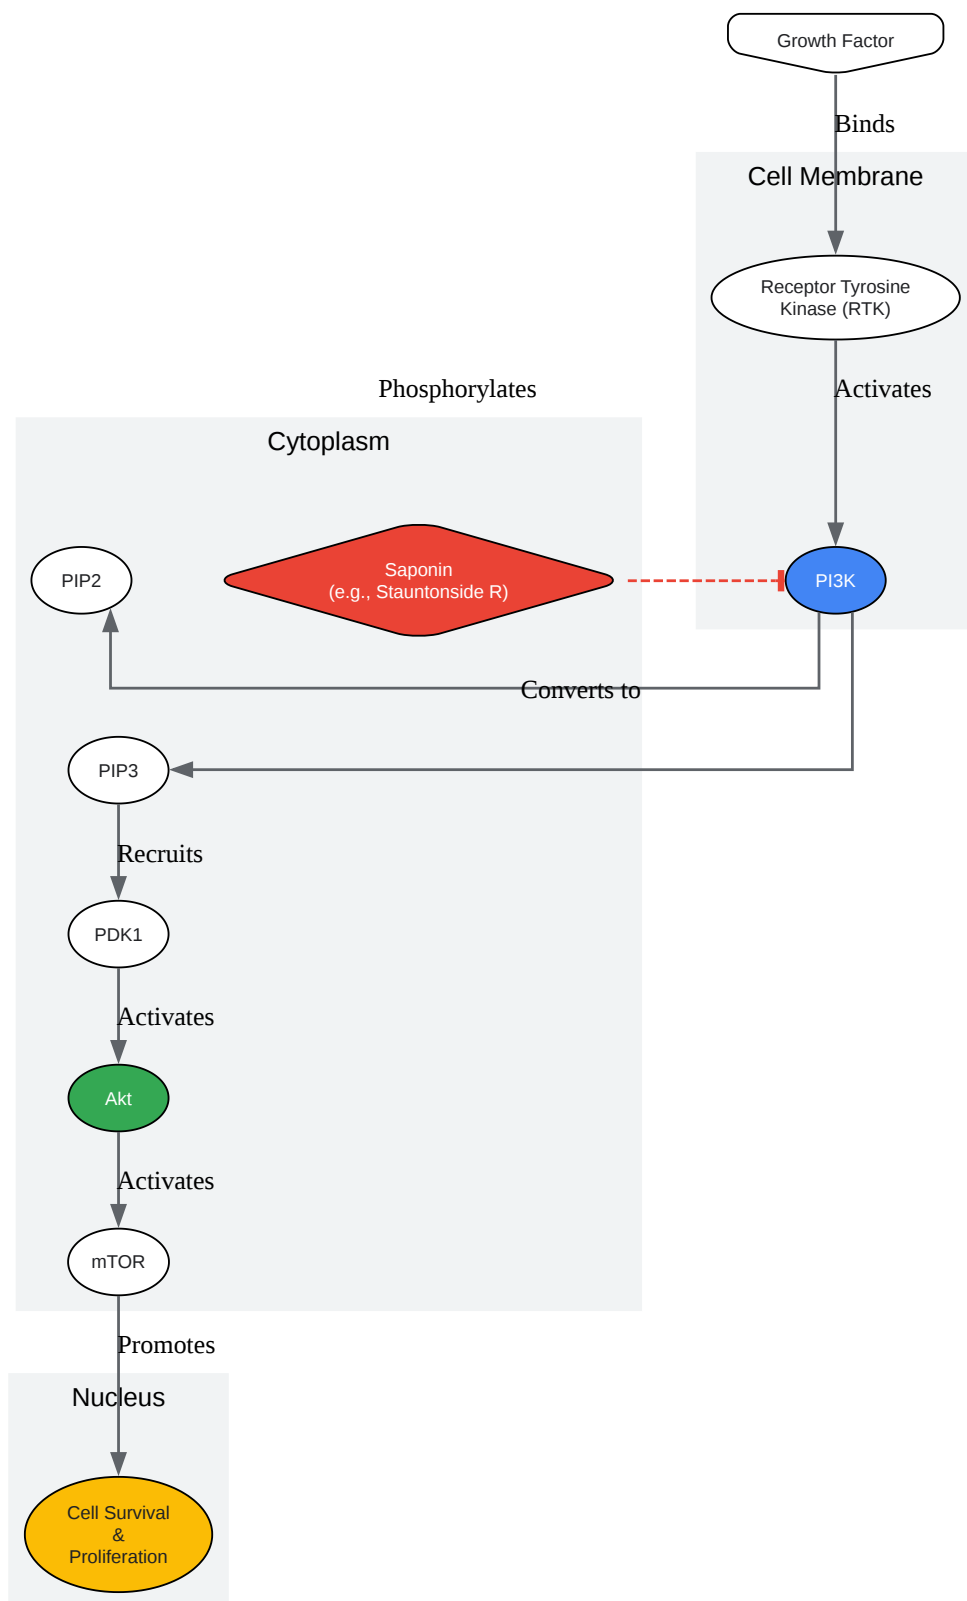 Growth Factor
Binds
Cell Membrane
Receptor Tyrosine
Kinase (RTK)
Phosphorylates
Activates
Cytoplasm
PIP2
Saponin
(e.g., Stauntonside R)
PI3K
Converts to
PIP3
Recruits
PDK1
Activates
Akt
Activates
mTOR
Promotes
Nucleus
Cell Survival
&
Proliferation